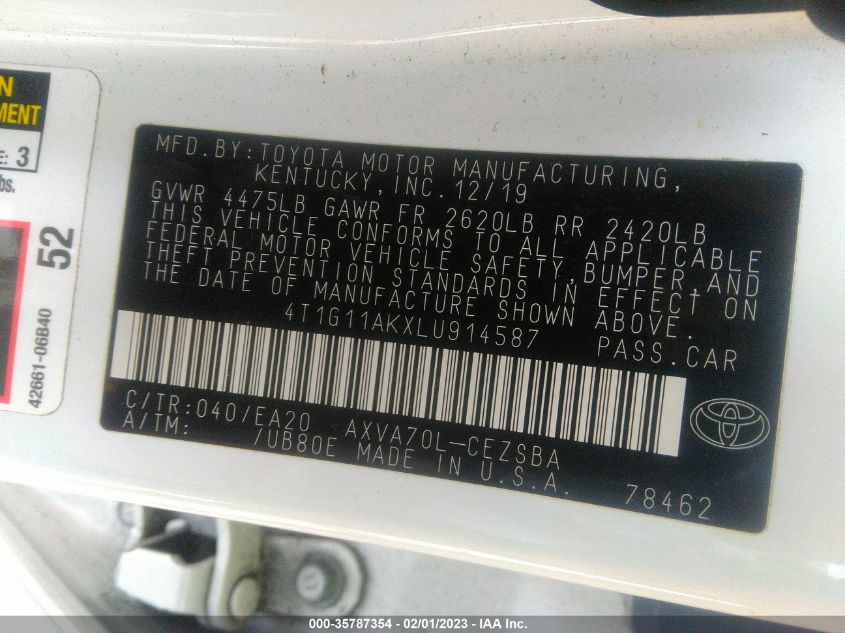 N
MENT
E: 3
bs.
52
42661-06B40
MFD.BY:TOYOTA MOTOR MANUFACTURING,
KENTUCKY,INC.12/19
GVWR 4475LB GAWR FR 2620LB RR 2420LB
THIS VEHICLE CONFORMS TO ALL APPLICABLE
FEDERAL MOTOR VEHICLE SAFETY,BUMPER,AND
THEFT PREVENTION STANDARDS IN EFFECT ON
THE DATE OF MANUFACTURE SHOWN ABOVE.
4T1G11AKXLU914587 PASS.CAR
C/TR:040/EA20 AXVA70L-CEZSBA
A/TM: /UB80E MADE IN U.S.A.
78462
000-35787354 - 02/01/2023 - IAA Inc.